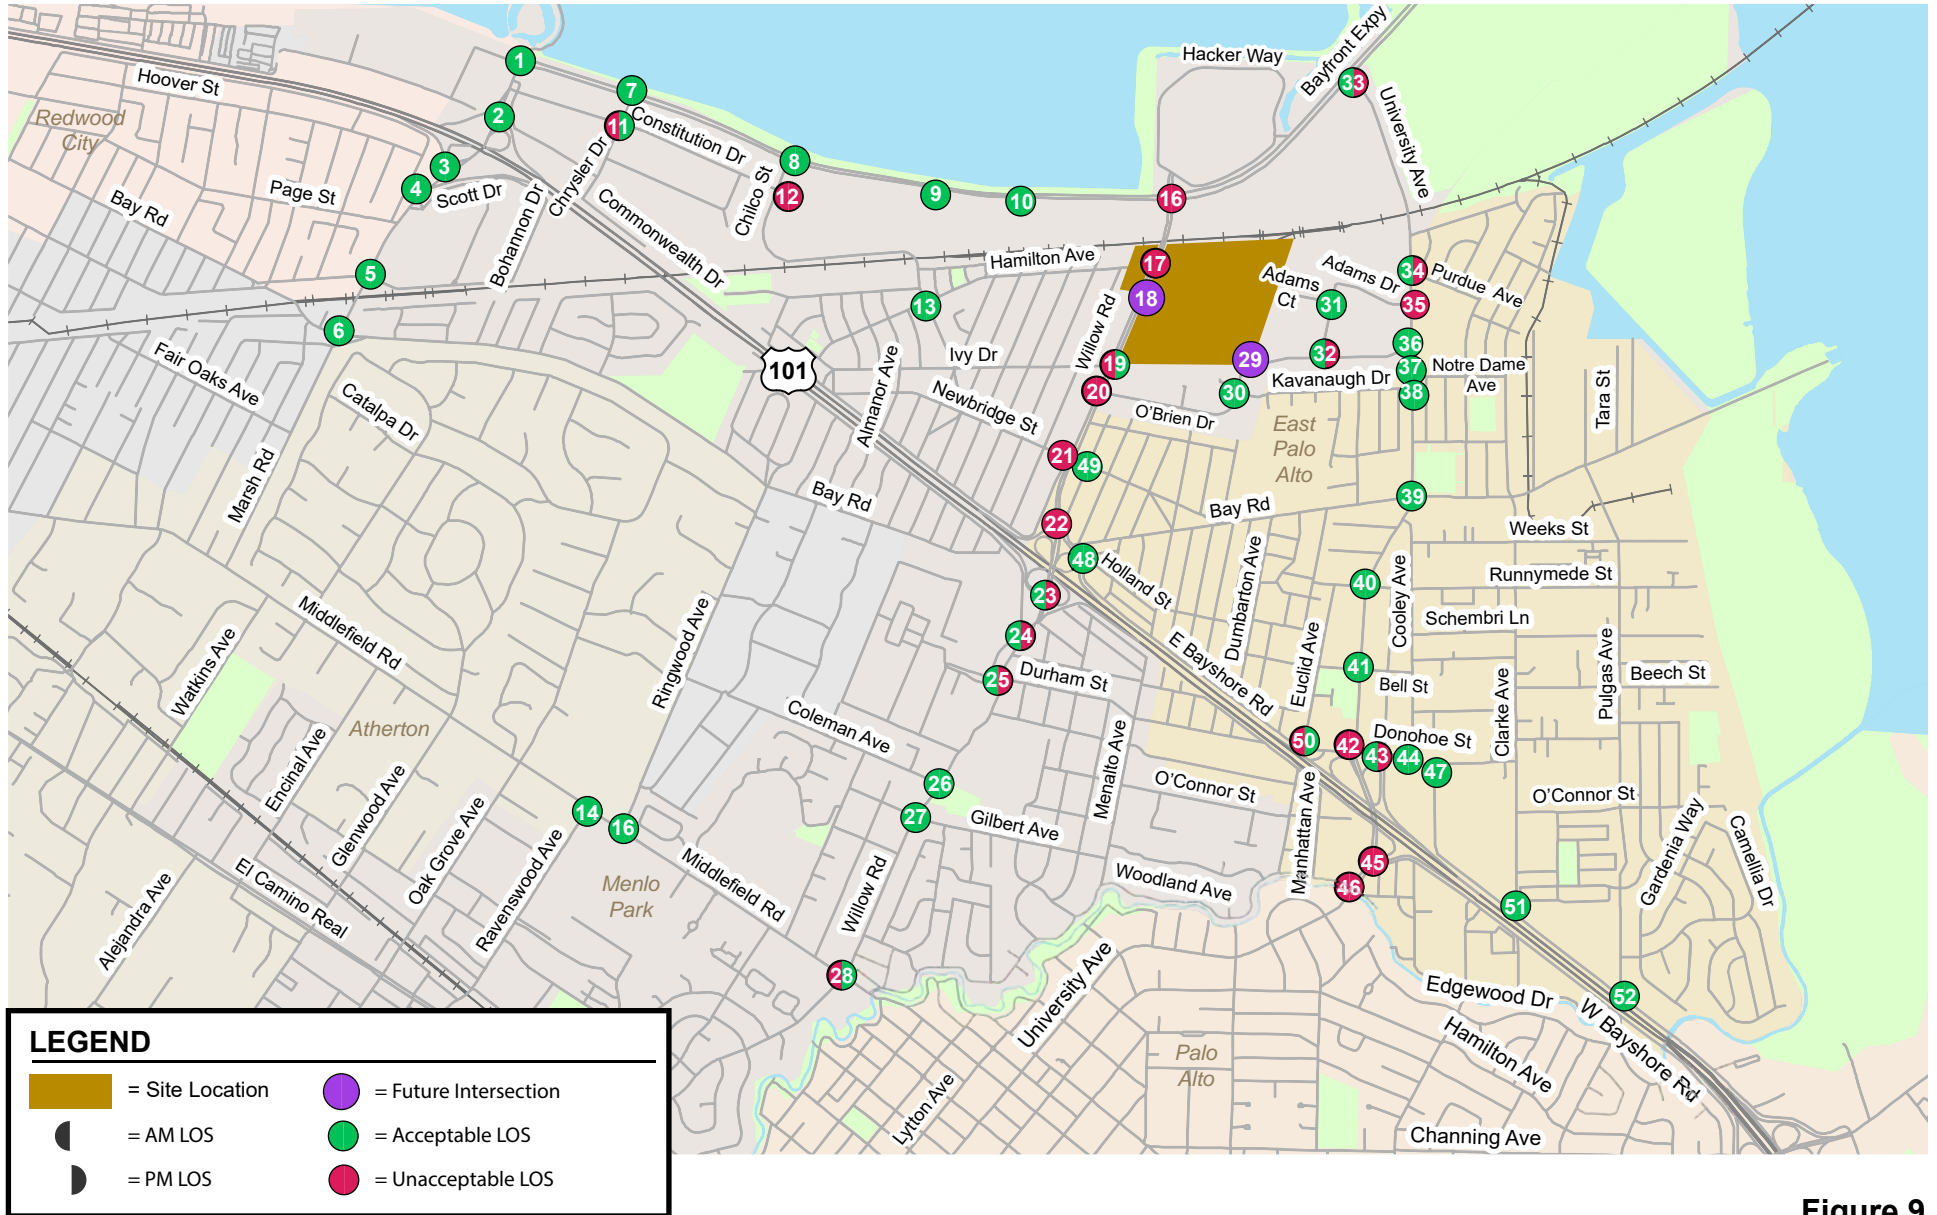 Hacker Way
Bayfront Expy
1
33
Hoover St
7
University Ave
2
Redwood
City
11
Constitution Dr
8
3
4
Scott Dr
Page St
Chrysler Dr
12
Chilco St
9
10
16
Bay Rd
Bohannon Dr
Commonwealth Dr
Hamilton Ave
17
5
Adams
Ct
Adams Dr
34
Purdue Ave
18
31
35
13
6
Willow Rd
36
Fair Oaks Ave
Ivy Dr
19
29
32
37
Notre Dame
Ave
101
Almanor Ave
Kavanaugh Dr
Tara St
20
30
38
Catalpa Dr
Newbridge St
O'Brien Dr
East
Palo
Alto
21
49
Marsh Rd
Bay Rd
Bay Rd
39
22
Weeks St
48
Holland St
Dumbarton Ave
Cooley Ave
40
Runnymede St
23
Schembri Ln
Middlefield Rd
24
Ringwood Ave
E Bayshore Rd
Euclid Ave
41
Watkins Ave
25
Durham St
Bell St
Pulgas Ave
Beech St
Clarke Ave
Atherton
Coleman Ave
Encinal Ave
50
42
Donohoe St
43
44
47
Menalto Ave
26
O'Connor St
O'Connor St
Glenwood Ave
14
16
27
Gilbert Ave
Manhattan Ave
Oak Grove Ave
Ravenswood Ave
Gardenia Way
Camellia Dr
El Camino Real
Menlo
Park
Middlefield Rd
Willow Rd
Woodland Ave
45
46
51
Alejandra Ave
28
University Ave
Edgewood Dr
52
W Bayshore Rd
Hamilton Ave
Palo
Alto
Lytton Ave
Channing Ave
LEGEND
= Site Location
= Future Intersection
= AM LOS
= Acceptable LOS
= PM LOS
= Unacceptable LOS
Figure 9